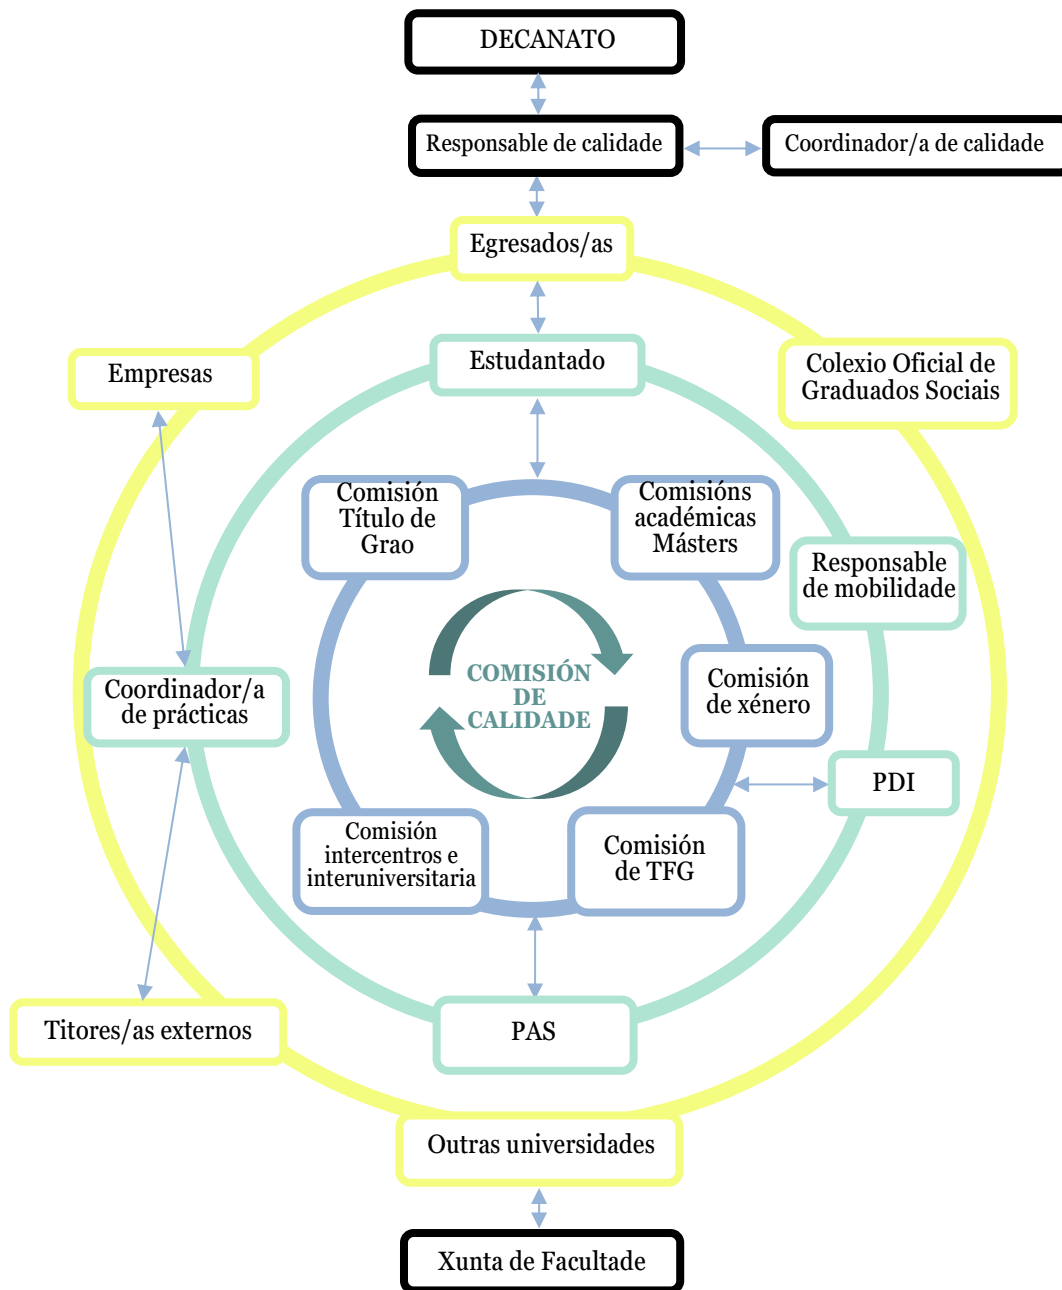 DECANATO
Responsable de calidade
Coordinador/a de calidade
Egresados/as
Estudantado
Empresas
Colexio Oficial de
Graduados Sociais
Comisión
Título de
Grao
Comisións
académicas
Másters
Responsable
de mobilidade
COMISIÓN
DE
CALIDADE
Comisión
de xénero
Coordinador/a
de prácticas
PDI
Comisión
intercentros e
interuniversitaria
Comisión
de TFG
Titores/as externos
PAS
Outras universidades
Xunta de Facultade